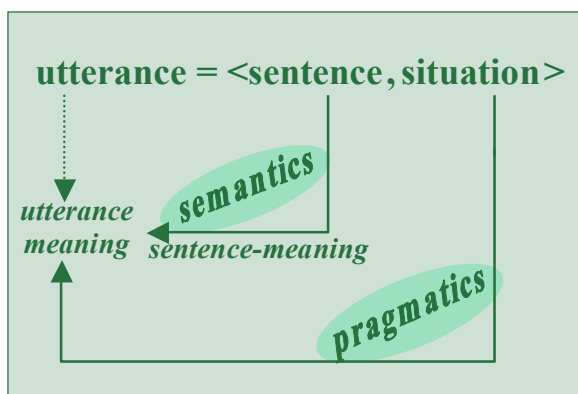 utterance = <sentence, situation>
semantics
utterance
meaning
sentence-meaning
pragmatics